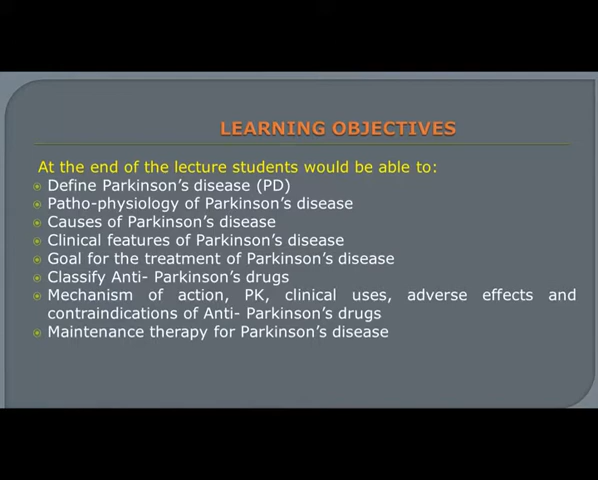 LEARNING OBJECTIVES
At the end of the lecture students would be able to:
Define Parkinson's disease (PD)
Patho-physiology of Parkinson's disease
Causes of Parkinson's disease
Clinical features of Parkinson's disease
Goal for the treatment of Parkinson's disease
Classify Anti- Parkinson's drugs
Mechanism of action, PK, clinical uses, adverse effects and
contraindications of Anti- Parkinson's drugs
Maintenance therapy for Parkinson's disease